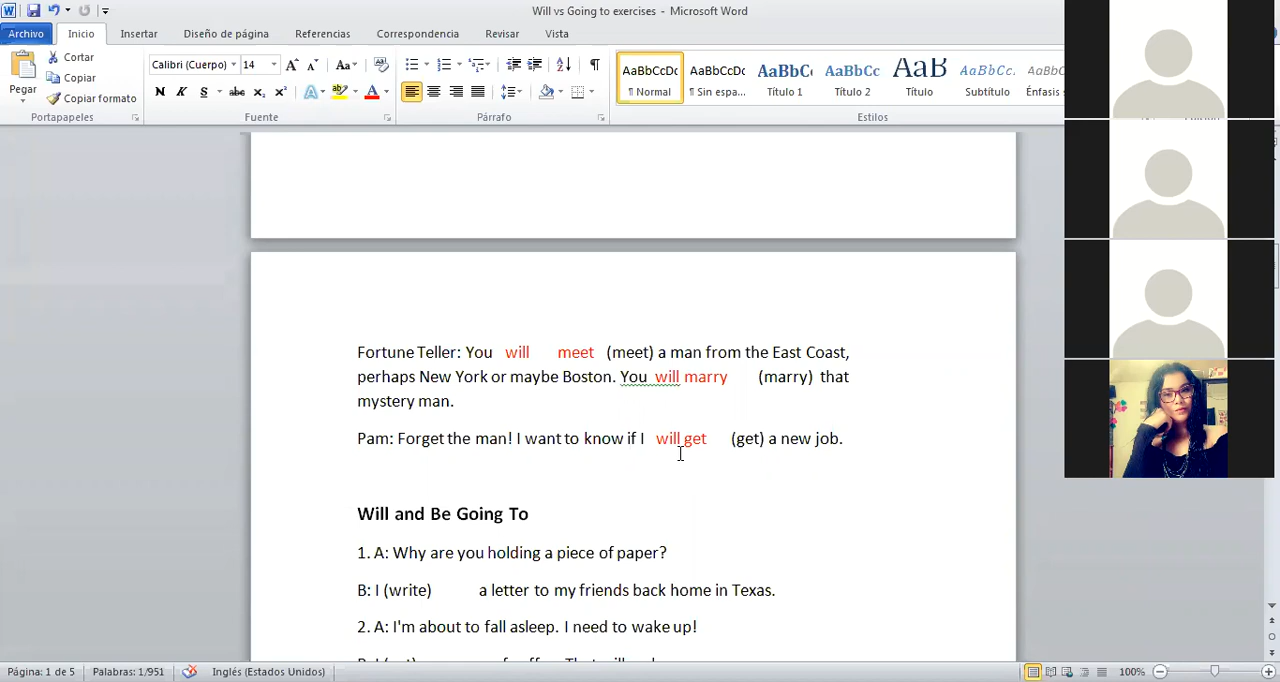 Will vs Going to exercises - Microsoft Word
Archivo Inicio Insertar Diseño de página Referencias Correspondencia Revisar Vista
Pegar
Cortar
Copiar
Copiar formato
Portapapeles
Calibri (Cuerpo) 14
Fuente
Párrafo
AaBbCcDc AaBbCcDc AaBbC AaBbCc AaB AaBbCc AaBbCc
¶ Normal ¶ Sin espa... Título 1 Título 2 Título Subtítulo Énfasis
Estilos
Fortune Teller: You will meet (meet) a man from the East Coast,
perhaps New York or maybe Boston. You will marry (marry) that
mystery man.
Pam: Forget the man! I want to know if I will get (get) a new job.
Will and Be Going To
1. A: Why are you holding a piece of paper?
B: I (write) a letter to my friends back home in Texas.
2. A: I'm about to fall asleep. I need to wake up!
Página: 1 de 5 Palabras: 1/951 Inglés (Estados Unidos) 100%